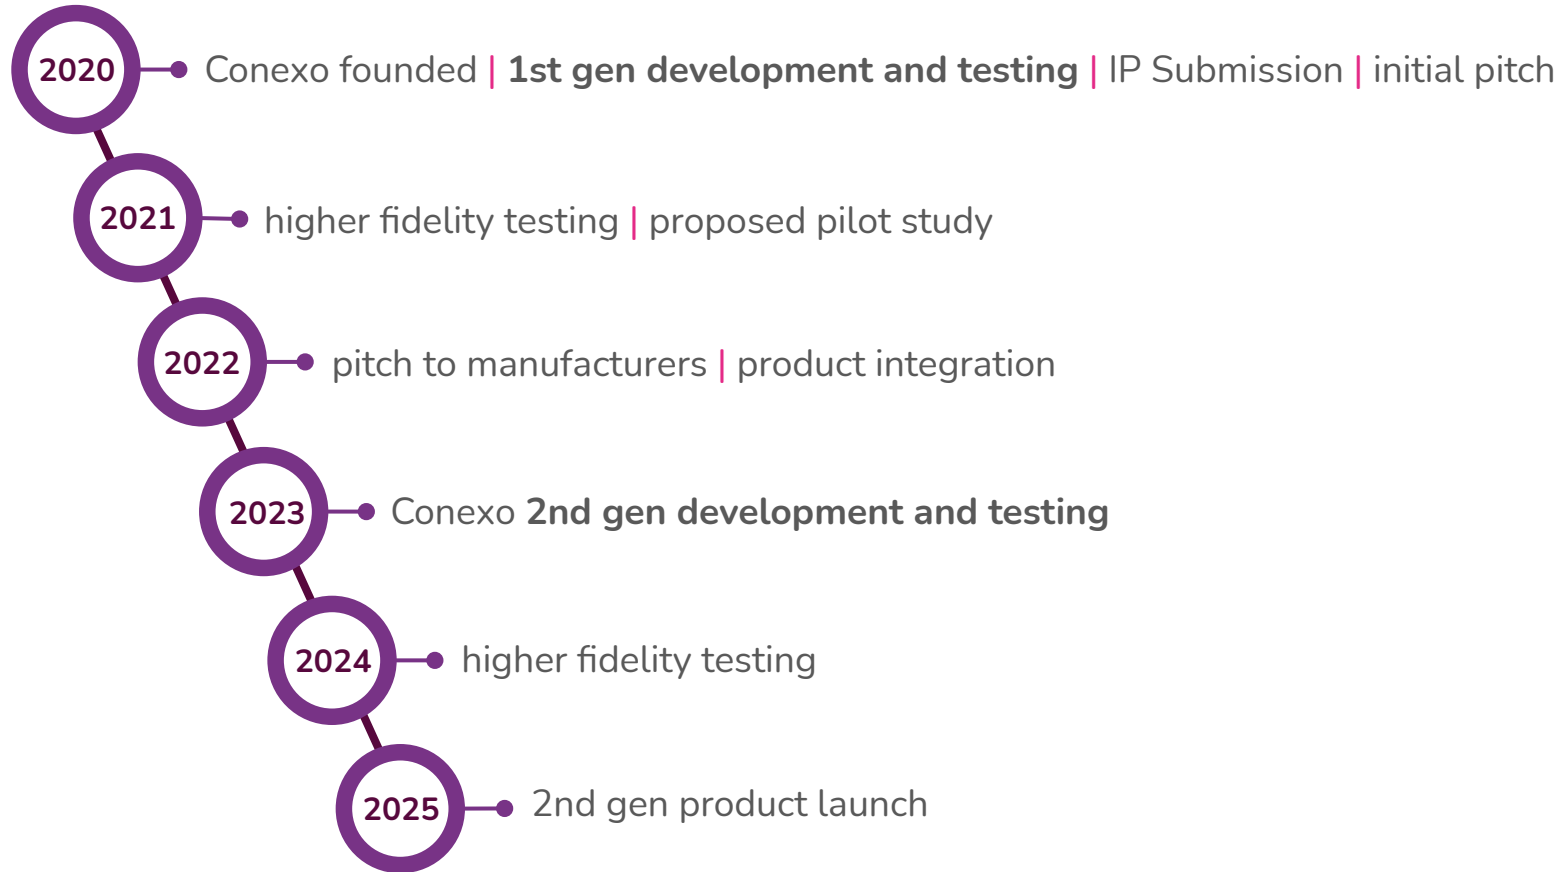 2020 Conexo founded | 1st gen development and testing | IP Submission | initial pitch
2021 higher fidelity testing | proposed pilot study
2022 pitch to manufacturers | product integration
2023 Conexo 2nd gen development and testing
2024 higher fidelity testing
2025 2nd gen product launch